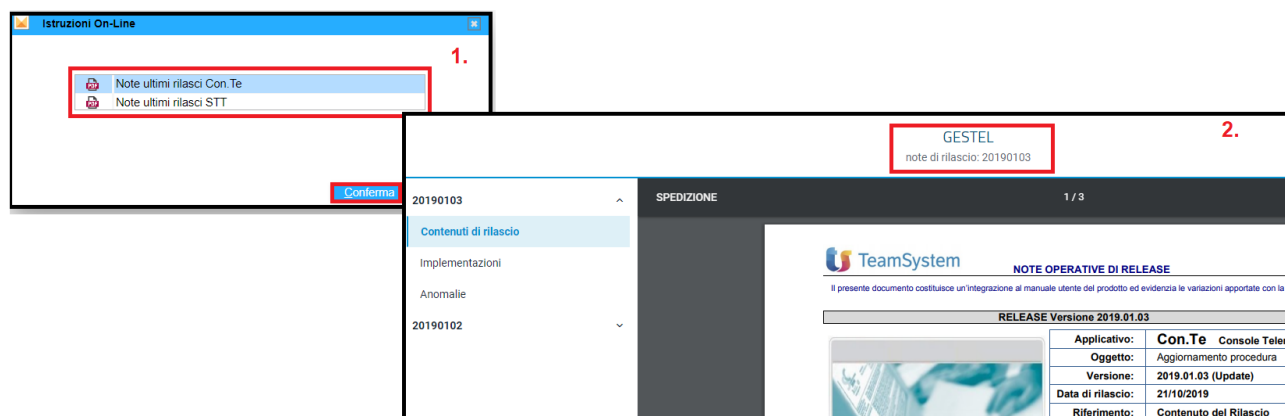 Istruzioni On-Line
1.
Note ultimi rilasci Con.Te
Note ultimi rilasci STT
Conferma
2.
GESTEL
note di rilascio: 20190103
20190103
Contenuti di rilascio
Implementazioni
Anomalie
20190102
SPEDIZIONE
1 / 3
TeamSystem
NOTE OPERATIVE DI RELEASE
Il presente documento costituisce un'integrazione al manuale utente del prodotto ed evidenzia le variazioni apportate con la
RELEASE Versione 2019.01.03
Applicativo: Con.Te Console
Oggetto: Aggiornamento procedura
Versione: 2019.01.03 (Update)
Data di rilascio: 21/10/2019
Riferimento: Contenuto del Rilascio